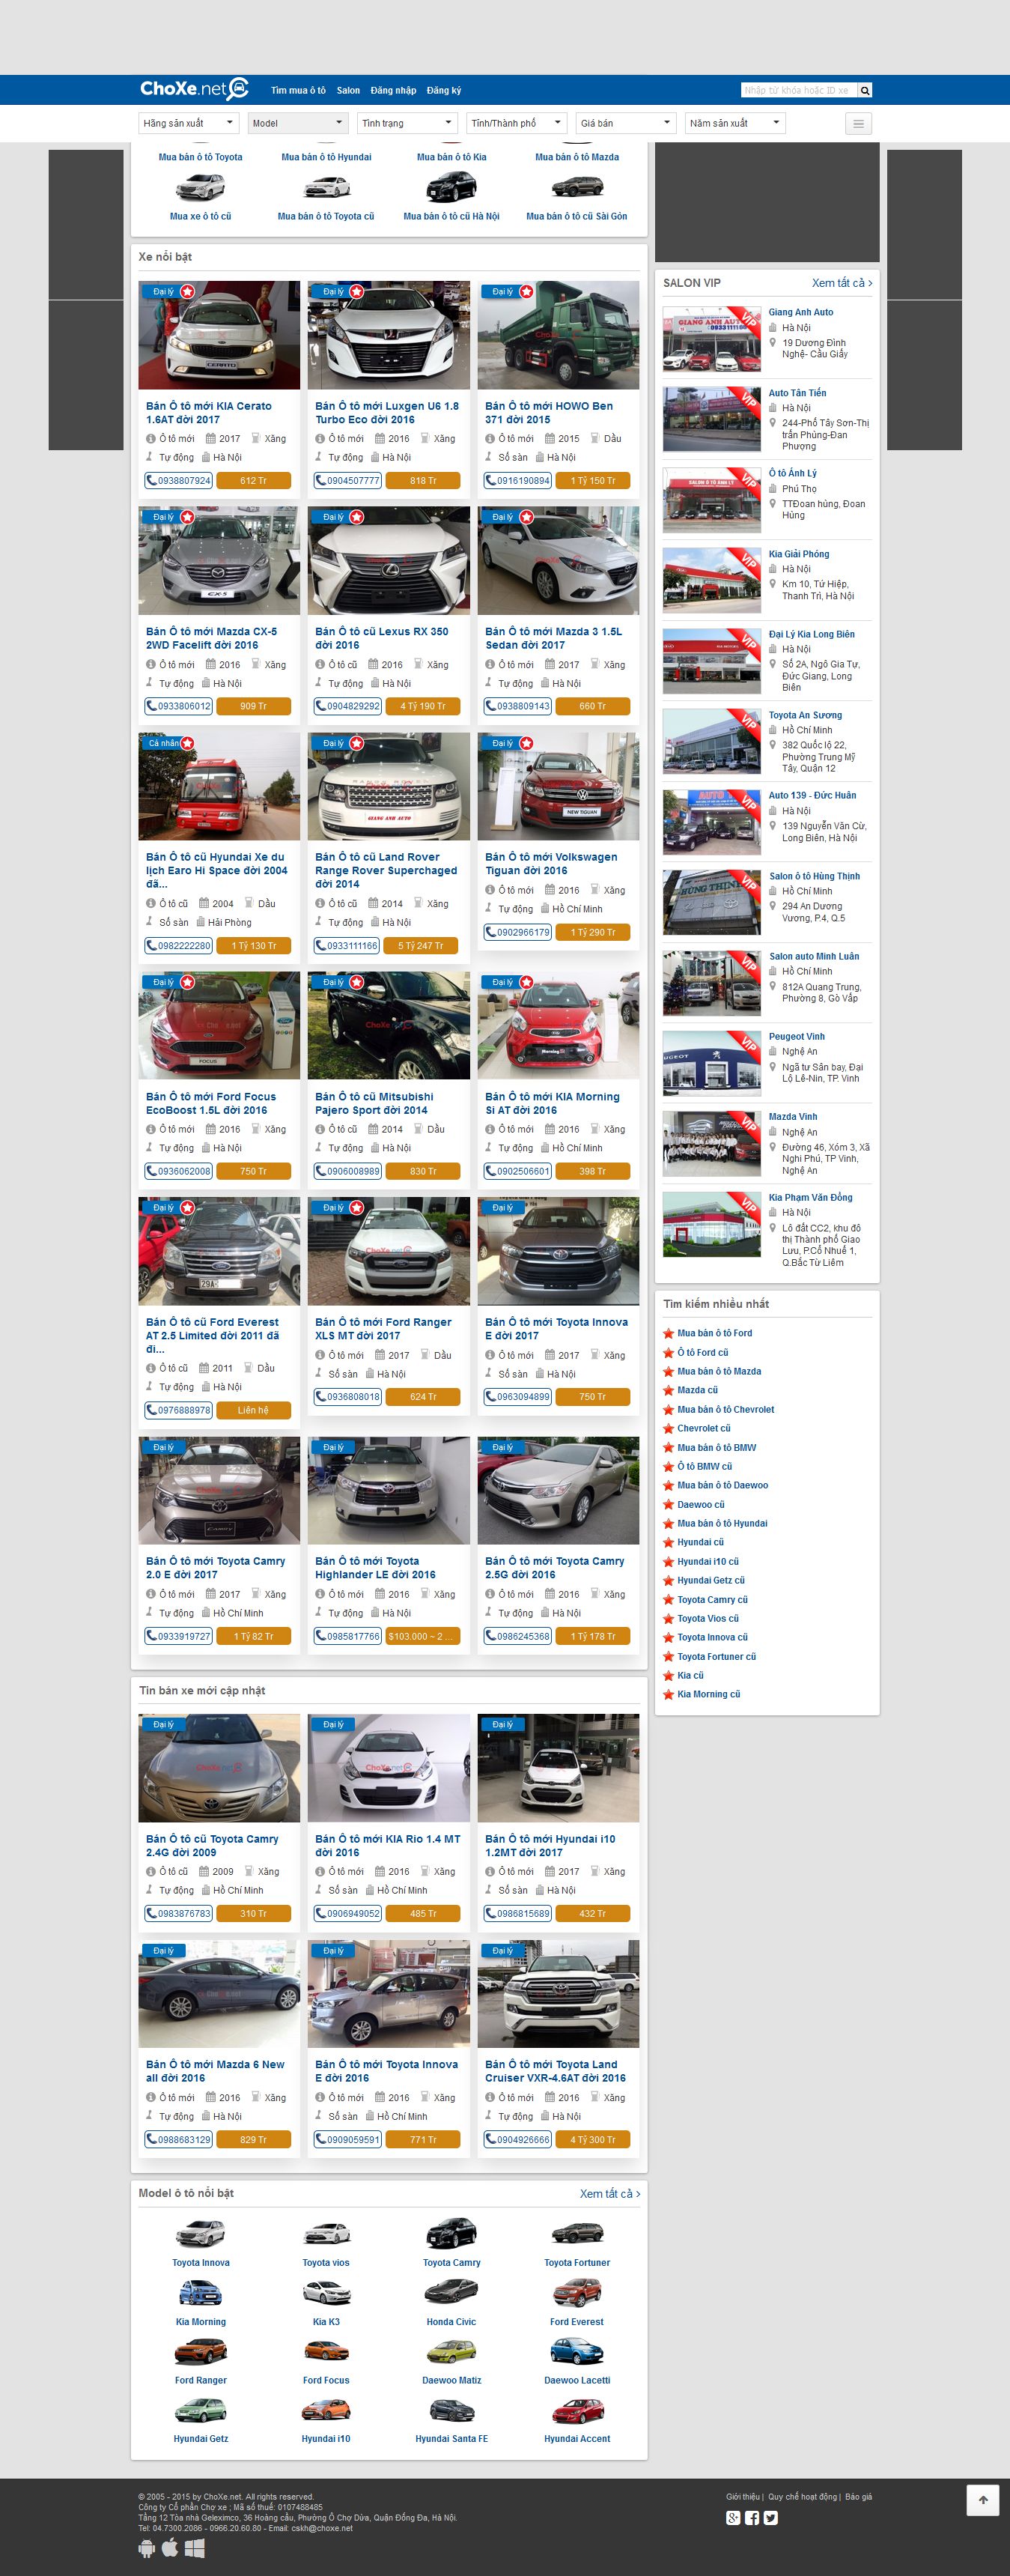 ChoXe.net
Tìm mua ô tô Salon Đăng nhập Đăng ký
Nhập từ khóa hoặc ID xe
Hãng sản xuất Model Tình trạng Tỉnh/Thành phố Giá bán Năm sản xuất
Mua bán ô tô Toyota Mua bán ô tô Hyundai Mua bán ô tô Kia Mua bán ô tô Mazda
Mua xe ô tô cũ Mua bán ô tô Toyota cũ Mua bán ô tô cũ Hà Nội Mua bán ô tô cũ Sài Gón
Xe nổi bật
Đại lý Đại lý Đại lý
Bán Ô tô mới KIA Cerato
1.6AT đời 2017
Ô tô mới 2017 Xăng
Tự động Hà Nội
0938807924 612 Tr
Bán Ô tô mới Luxgen U6 1.8
Turbo Eco đời 2016
Ô tô mới 2016 Xăng
Tự động Hà Nội
0904507777 818 Tr
Bán Ô tô mới HOWO Ben
371 đời 2015
Ô tô mới 2015 Dầu
Số sàn Hà Nội
0916190894 1 Tỷ 150 Tr
Đại lý Đại lý Đại lý
Bán Ô tô mới Mazda CX-5
2WD Facelift đời 2016
Ô tô mới 2016 Xăng
Tự động Hà Nội
0933806012 909 Tr
Bán Ô tô cũ Lexus RX 350
đời 2016
Ô tô cũ 2016 Xăng
Tự động Hà Nội
0904829292 4 Tỷ 190 Tr
Bán Ô tô mới Mazda 3 1.5L
Sedan đời 2017
Ô tô mới 2017 Xăng
Tự động Hà Nội
0938809143 660 Tr
Cá nhân Đại lý Đại lý
Bán Ô tô cũ Hyundai Xe du
lịch Earo Hi Space đời 2004
đã...
Ô tô cũ 2004 Dầu
Số sàn Hải Phòng
0982222280 1 Tỷ 130 Tr
GIANG ANH AUTO
Bán Ô tô cũ Land Rover
Range Rover Superchaged
đời 2014
Ô tô cũ 2014 Xăng
Tự động Hà Nội
0933111166 5 Tỷ 247 Tr
NEW TIGUAN
Bán Ô tô mới Volkswagen
Tiguan đời 2016
Ô tô mới 2016 Xăng
Tự động Hồ Chí Minh
0902966179 1 Tỷ 290 Tr
Đại lý Đại lý Đại lý
FOCUS
Bán Ô tô mới Ford Focus
EcoBoost 1.5L đời 2016
Ô tô mới 2016 Xăng
Tự động Hà Nội
0936062008 750 Tr
Bán Ô tô cũ Mitsubishi
Pajero Sport đời 2014
Ô tô cũ 2014 Dầu
Tự động Hà Nội
0906008989 830 Tr
Bán Ô tô mới KIA Morning
Si AT đời 2016
Ô tô mới 2016 Xăng
Tự động Hồ Chí Minh
0902506601 398 Tr
Đại lý Đại lý Đại lý
Bán Ô tô cũ Ford Everest
AT 2.5 Limited đời 2011 đã
đi...
Ô tô cũ 2011 Dầu
Tự động Hà Nội
0976888978 Liên hệ
Bán Ô tô mới Ford Ranger
XLS MT đời 2017
Ô tô mới 2017 Dầu
Số sàn Hà Nội
0936808018 624 Tr
Bán Ô tô mới Toyota Innova
E đời 2017
Ô tô mới 2017 Xăng
Số sàn Hà Nội
0963094899 750 Tr
Đại lý Đại lý Đại lý
Bán Ô tô mới Toyota Camry
2.0 E đời 2017
Ô tô mới 2017 Xăng
Tự động Hồ Chí Minh
0933919727 1 Tỷ 82 Tr
Bán Ô tô mới Toyota
Highlander LE đời 2016
Ô tô mới 2016 Xăng
Tự động Hà Nội
0985817766 $103.000 ~ 2 ...
Bán Ô tô mới Toyota Camry
2.5G đời 2016
Ô tô mới 2016 Xăng
Tự động Hà Nội
0986245368 1 Tỷ 178 Tr
Tin bán xe mới cập nhật
Đại lý Đại lý Đại lý
Bán Ô tô cũ Toyota Camry
2.4G đời 2009
Ô tô cũ 2009 Xăng
Tự động Hồ Chí Minh
0983876783 310 Tr
Bán Ô tô mới KIA Rio 1.4 MT
đời 2016
Ô tô mới 2016 Xăng
Số sàn Hồ Chí Minh
0906949052 485 Tr
Bán Ô tô mới Hyundai i10
1.2MT đời 2017
Ô tô mới 2017 Xăng
Số sàn Hà Nội
0986815689 432 Tr
Đại lý Đại lý Đại lý
Bán Ô tô mới Mazda 6 New
all đời 2016
Ô tô mới 2016 Xăng
Tự động Hà Nội
0988683129 829 Tr
Bán Ô tô mới Toyota Innova
E đời 2016
Ô tô mới 2016 Xăng
Số sàn Hồ Chí Minh
0909059591 771 Tr
Bán Ô tô mới Toyota Land
Cruiser VXR-4.6AT đời 2016
Ô tô mới 2016 Xăng
Tự động Hà Nội
0904926666 4 Tỷ 300 Tr
Model ô tô nổi bật Xem tất cả
Toyota Innova Toyota vios Toyota Camry Toyota Fortuner
Kia Morning Kia K3 Honda Civic Ford Everest
Ford Ranger Ford Focus Daewoo Matiz Daewoo Lacetti
Hyundai Getz Hyundai i10 Hyundai Santa FE Hyundai Accent
SALON VIP Xem tất cả
VIP
Giang Anh Auto
Hà Nội
19 Dương Đình
Nghệ- Cầu Giấy
VIP
Auto Tân Tiến
Hà Nội
244-Phố Tây Sơn-Thị
trấn Phùng-Đan
Phượng
VIP
Ô tô Ánh Lý
Phú Thọ
TTĐoan hùng, Đoan
Hùng
VIP
Kia Giải Phóng
Hà Nội
Km 10, Tứ Hiệp,
Thanh Trì, Hà Nội
VIP
Đại Lý Kia Long Biên
Hà Nội
Số 2A, Ngô Gia Tự,
Đức Giang, Long
Biên
VIP
Toyota An Sương
Hồ Chí Minh
382 Quốc lộ 22,
Phường Trung Mỹ
Tây, Quận 12
VIP
Auto 139 - Đức Huân
Hà Nội
139 Nguyễn Văn Cừ,
Long Biên, Hà Nội
VIP
Salon ô tô Hùng Thịnh
Hồ Chí Minh
294 An Dương
Vương, P.4, Q.5
VIP
Salon auto Minh Luân
Hồ Chí Minh
812A Quang Trung,
Phường 8, Gò Vấp
VIP
Peugeot Vinh
Nghệ An
Ngã tư Sân bay, Đại
Lộ Lê-Nin, TP. Vinh
VIP
Mazda Vinh
Nghệ An
Đường 46, Xóm 3, Xã
Nghi Phú, TP Vinh,
Nghệ An
VIP
Kia Phạm Văn Đồng
Hà Nội
Lô đất CC2, khu đô
thị Thành phố Giao
Lưu, P.Cổ Nhuế 1,
Q.Bắc Từ Liêm
Tìm kiếm nhiều nhất
Mua bán ô tô Ford
Ô tô Ford cũ
Mua bán ô tô Mazda
Mazda cũ
Mua bán ô tô Chevrolet
Chevrolet cũ
Mua bán ô tô BMW
Ô tô BMW cũ
Mua bán ô tô Daewoo
Daewoo cũ
Mua bán ô tô Hyundai
Hyundai cũ
Hyundai i10 cũ
Hyundai Getz cũ
Toyota Camry cũ
Toyota Vios cũ
Toyota Innova cũ
Toyota Fortuner cũ
Kia cũ
Kia Morning cũ
© 2005 - 2015 by ChoXe.net. All rights reserved.
Công ty Cổ phần Chợ xe ; Mã số thuế: 0107488485
Tầng 12 Tòa nhà Geleximco, 36 Hoàng cầu, Phường Ô Chợ Dừa, Quận Đống Đa, Hà Nội.
Tel: 04.7300.2086 - 0966.20.60.80 - Email: cskh@choxe.net
Giới thiệu | Quy chế hoạt động | Báo giá